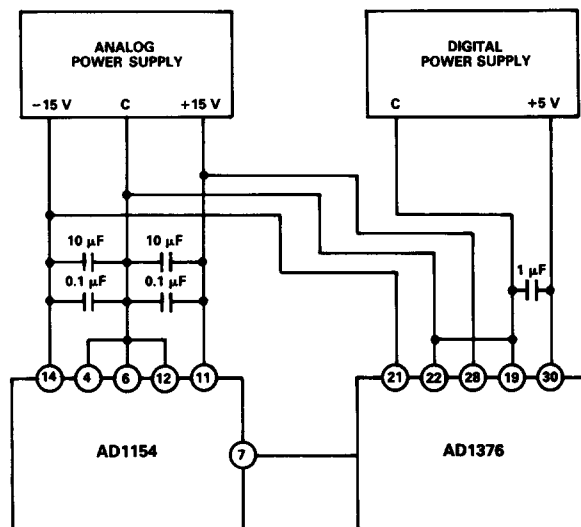 ANALOG
POWER SUPPLY
−15 V C +15 V
DIGITAL
POWER SUPPLY
C +5 V
10 µF 10 µF
0.1 µF 0.1 µF
1 µF
14 4 6 12 11
21 22 28 19 30
AD1154
7
AD1376